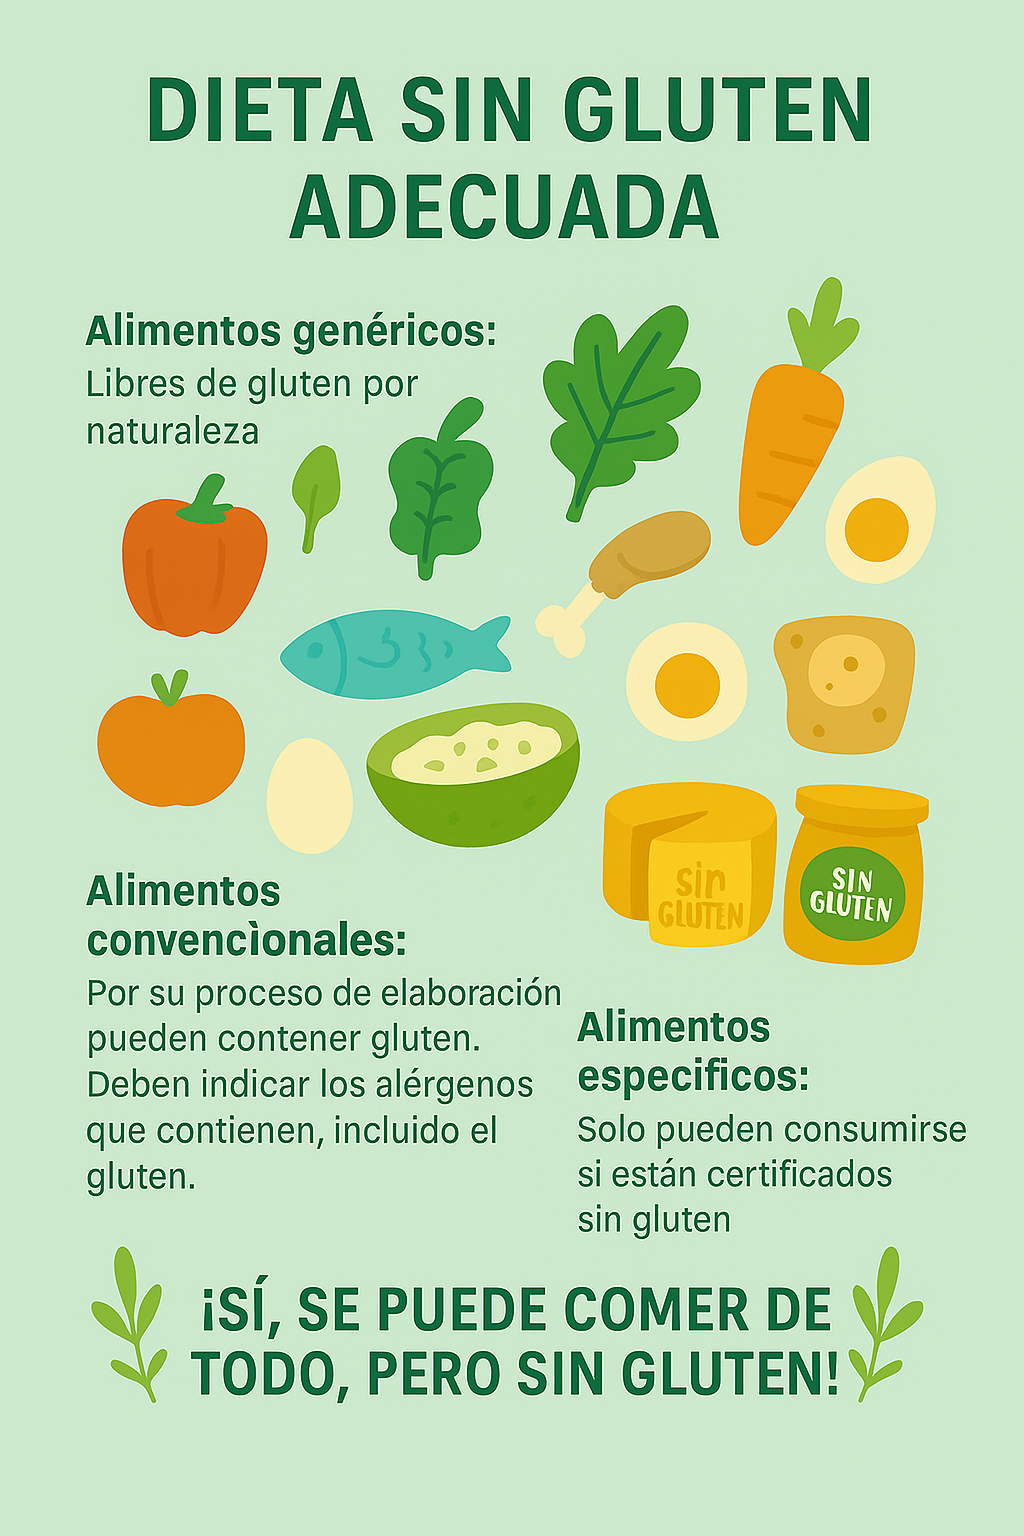 DIETA SIN GLUTEN
ADECUADA
Alimentos genéricos:
Libres de gluten por
naturaleza
sin
GLUTEN
SIN
GLUTEN
Alimentos
convencìonales:
Por su proceso de elaboración
pueden contener gluten.
Deben indicar los alérgenos
que contienen, incluido el
gluten.
Alimentos
especificos:
Solo pueden consumirse
si están certificados
sin gluten
¡SÍ, SE PUEDE COMER DE
TODO, PERO SIN GLUTEN!